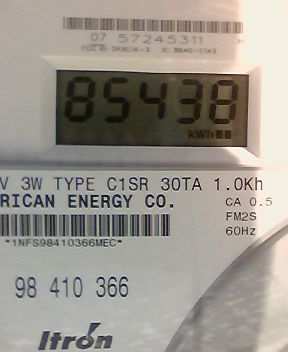 07 57245311
85438
kWh
V 3W TYPE C1SR 30TA 1.0Kh
RICAN ENERGY CO. CA 0.5
FM2S
60Hz
*1NFS98410366MEC*
98 410 366
Itrón